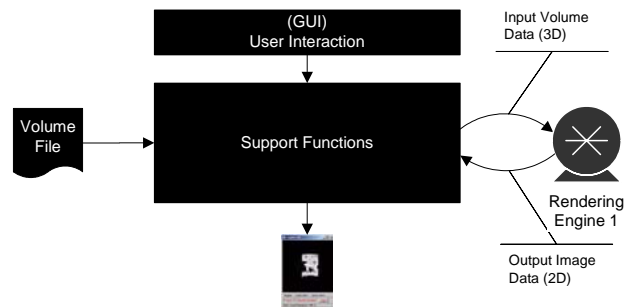 (GUI)
User Interaction
Input Volume
Data (3D)
Volume
File
Support Functions
Rendering
Engine 1
Output Image
Data (2D)